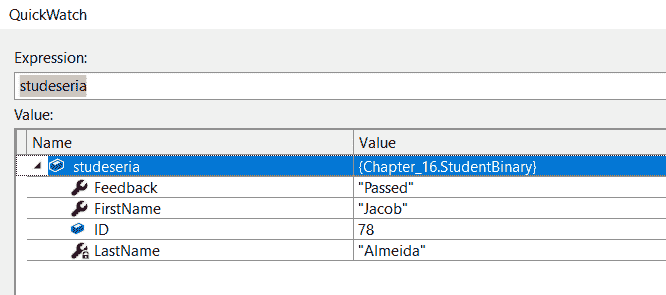 QuickWatch
Expression:
studeseria
Value:
Name Value
studeseria {Chapter_16.StudentBinary}
Feedback "Passed"
FirstName "Jacob"
ID 78
LastName "Almeida"